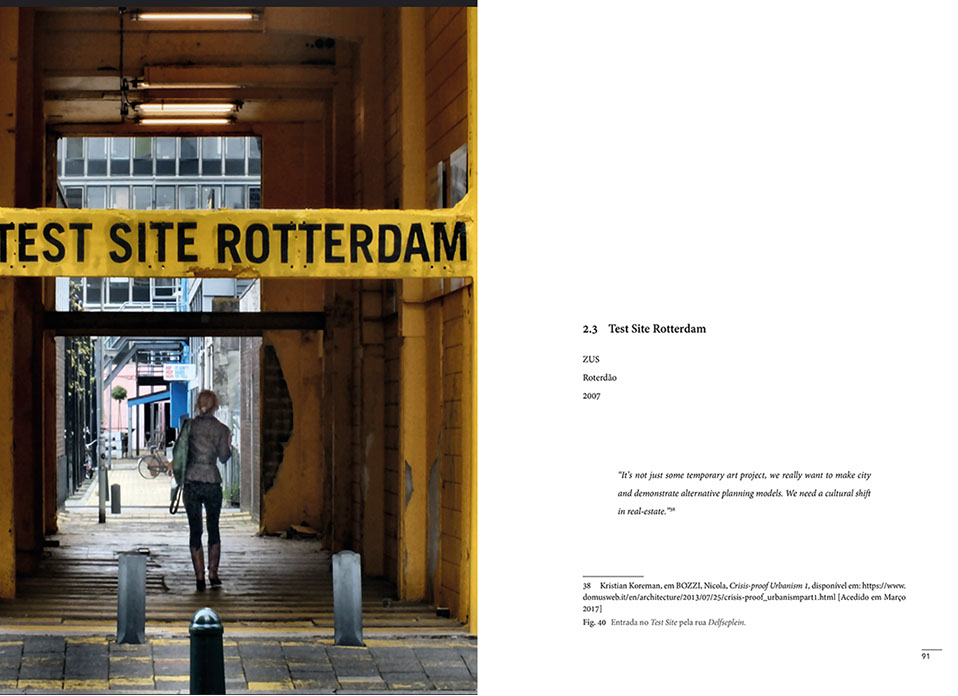 TEST SITE ROTTERDAM
2.3 Test Site Rotterdam
ZUS
Roterdão
2007
"It's not just some temporary art project, we really want to make city
and demonstrate alternative planning models. We need a cultural shift
in real-estate."38
38 Kristian Koreman, em BOZZI, Nicola, Crisis-proof Urbanism 1, disponível em: https://www.
domusweb.it/en/architecture/2013/07/25/crisis-proof_urbanismpart1.html [Acedido em Março
2017]
Fig. 40 Entrada no Test Site pela rua Delfseplein.
91